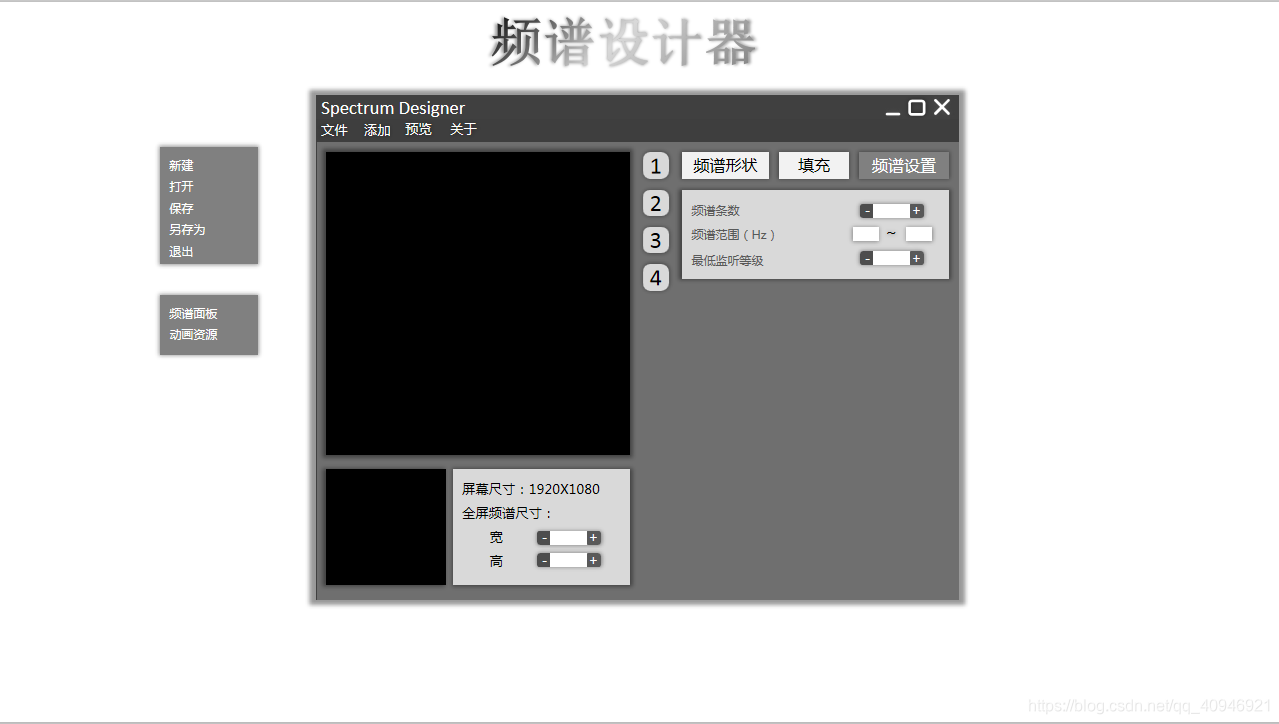 频谱设计器
Spectrum Designer
文件 添加 预览 关于
新建
打开
保存
另存为
退出
频谱面板
动画资源
1
2
3
4
频谱形状 填充 频谱设置
频谱条数 - +
频谱范围(Hz) ~
最低监听等级 - +
屏幕尺寸：1920X1080
全屏频谱尺寸：
宽 - +
高 - +
https://blog.csdn.net/qq_40946921